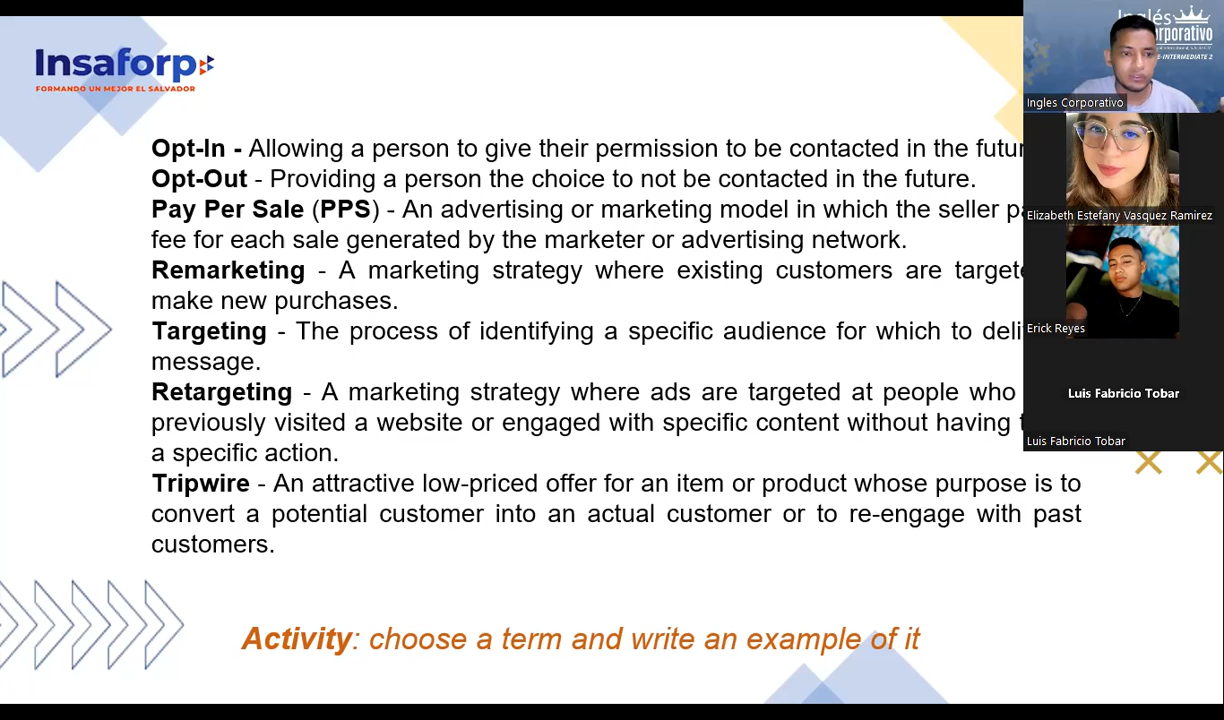 Insaforp
FORMANDO UN MEJOR EL SALVADOR
Opt-In - Allowing a person to give their permission to be contacted in the
Opt-Out - Providing a person the choice to not be contacted in the future.
Pay Per Sale (PPS) - An advertising or marketing model in which the seller
fee for each sale generated by the marketer or advertising network.
Remarketing - A marketing strategy where existing customers are
make new purchases.
Targeting - The process of identifying a specific audience for which to
message.
Retargeting - A marketing strategy where ads are targeted at people who
previously visited a website or engaged with specific content without having
a specific action.
Tripwire - An attractive low-priced offer for an item or product whose purpose is to
convert a potential customer into an actual customer or to re-engage with past
customers.
Activity: choose a term and write an example of it
Inglés
Ingles Corporativo
Elizabeth Estefany Vasquez Ramirez
Erick Reyes
Luis Fabricio Tobar
Luis Fabricio Tobar